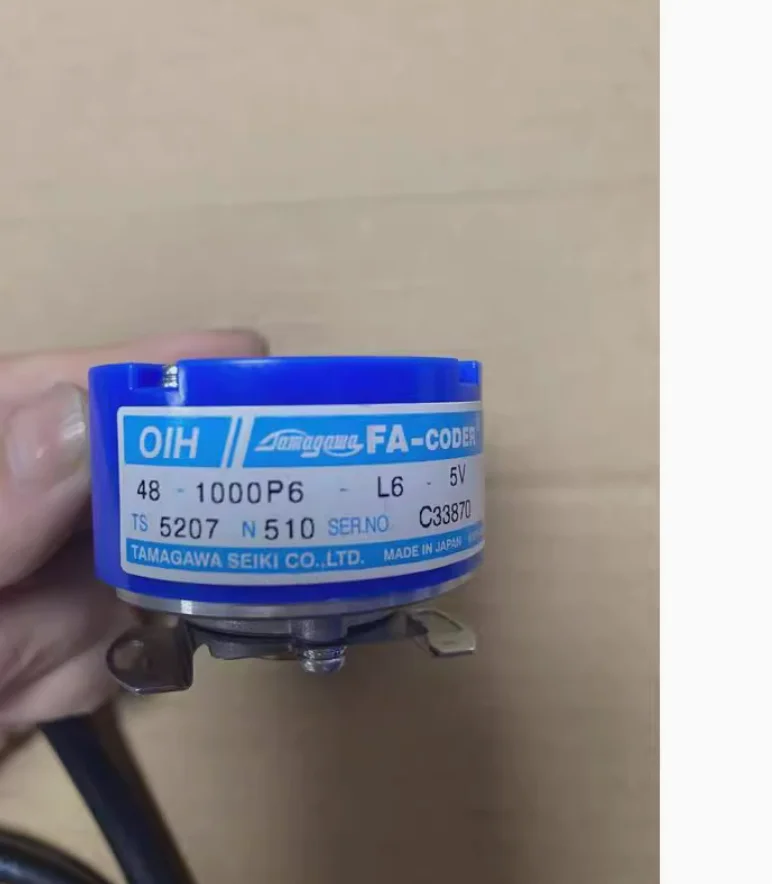 OIH Tamagawa FA-CODER
48 - 1000P6 - L6 - 5V
TS 5207 N 510 SER.NO. C33870
TAMAGAWA SEIKI CO.,LTD. MADE IN JAPAN